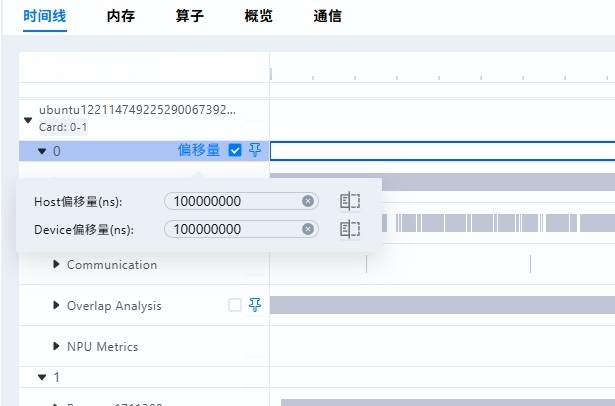 时间线 内存 算子 概览 通信
ubuntu122114749225290067392...
Card: 0-1
0 偏移量
Host偏移量(ns): 100000000
Device偏移量(ns): 100000000
Communication
Overlap Analysis
NPU Metrics
1